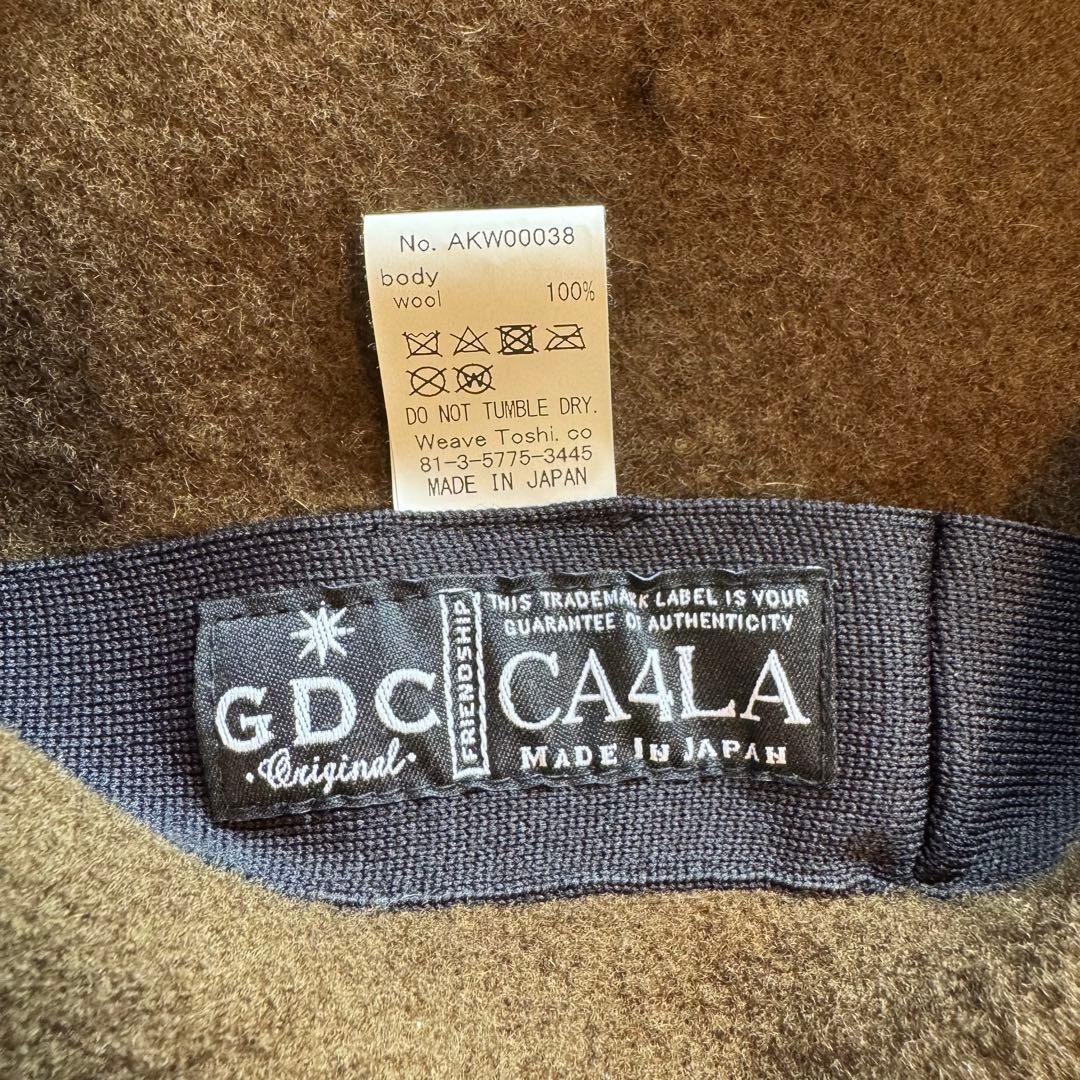 No. AKW00038
body
wool 100%
W
DO NOT TUMBLE DRY.
Weave Toshi. co
81-3-5775-3445
MADE IN JAPAN
GDC
·Original·
FRIENDSHIP
THIS TRADEMARK LABEL IS YOUR
GUARANTEE OF AUTHENTICITY
CA4LA
MADE IN JAPAN